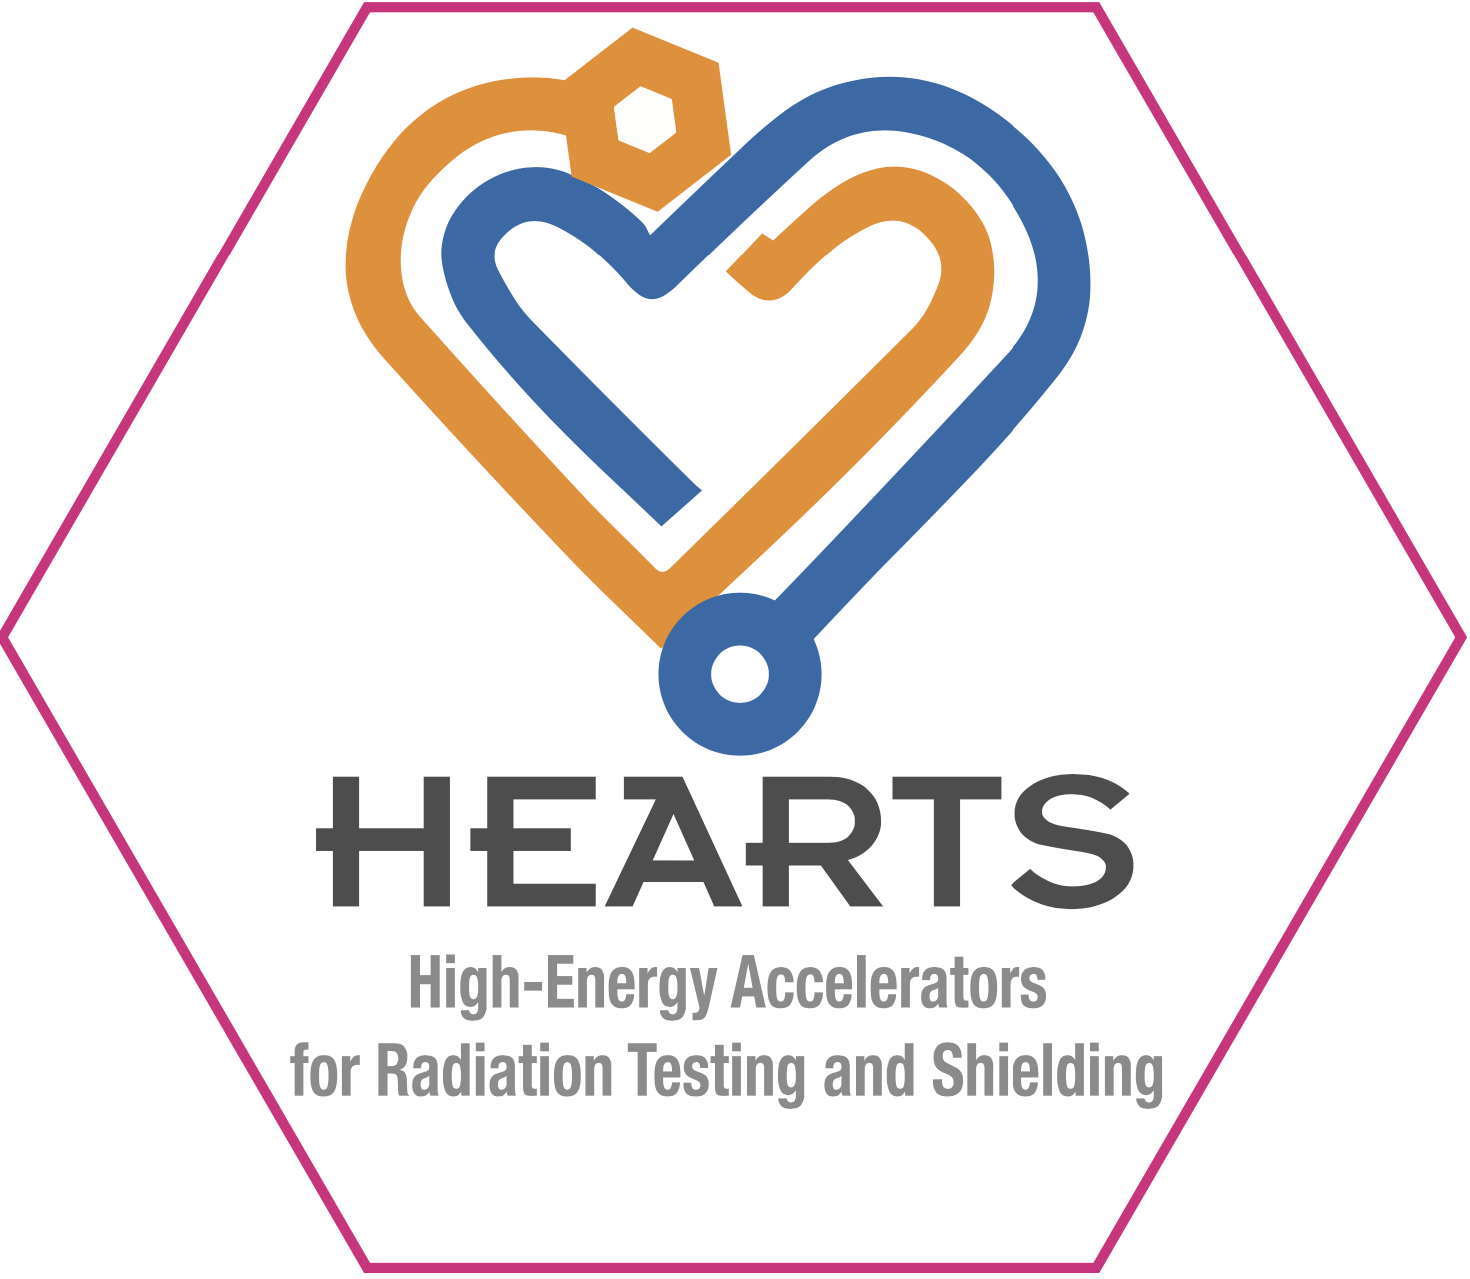 HEARTS
High-Energy Accelerators
for Radiation Testing and Shielding